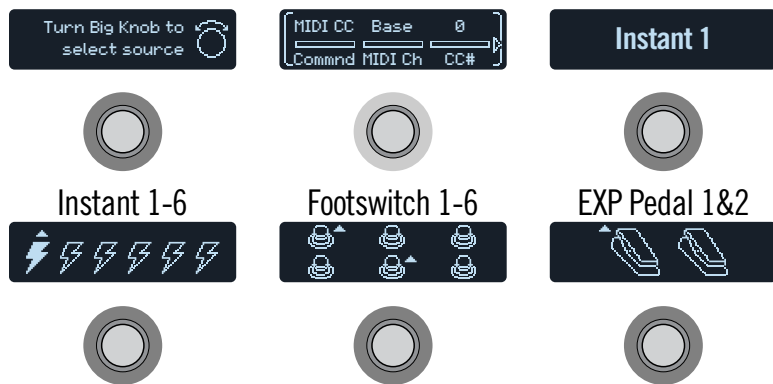 Turn Big Knob to
select source
MIDI CC Base 0
Commnd MIDI Ch CC#
Instant 1
Instant 1-6
Footswitch 1-6
EXP Pedal 1&2